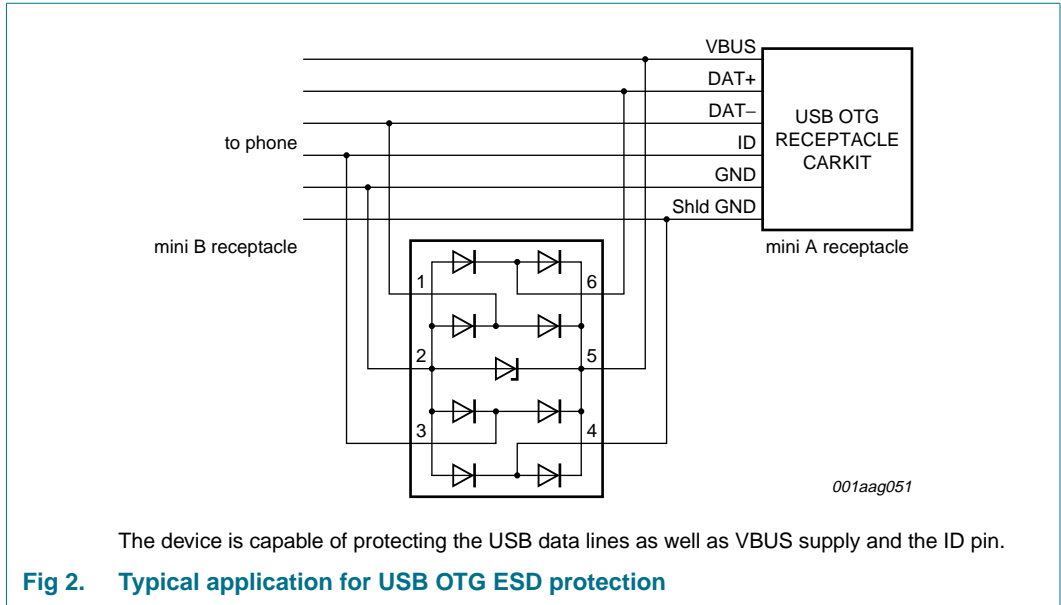 VBUS
DAT+
DAT−
ID
GND
Shld GND
USB OTG
RECEPTACLE
CARKIT
to phone
mini B receptacle
mini A receptacle
1
6
2
5
3
4
001aag051
The device is capable of protecting the USB data lines as well as VBUS supply and the ID pin.
Fig 2. Typical application for USB OTG ESD protection